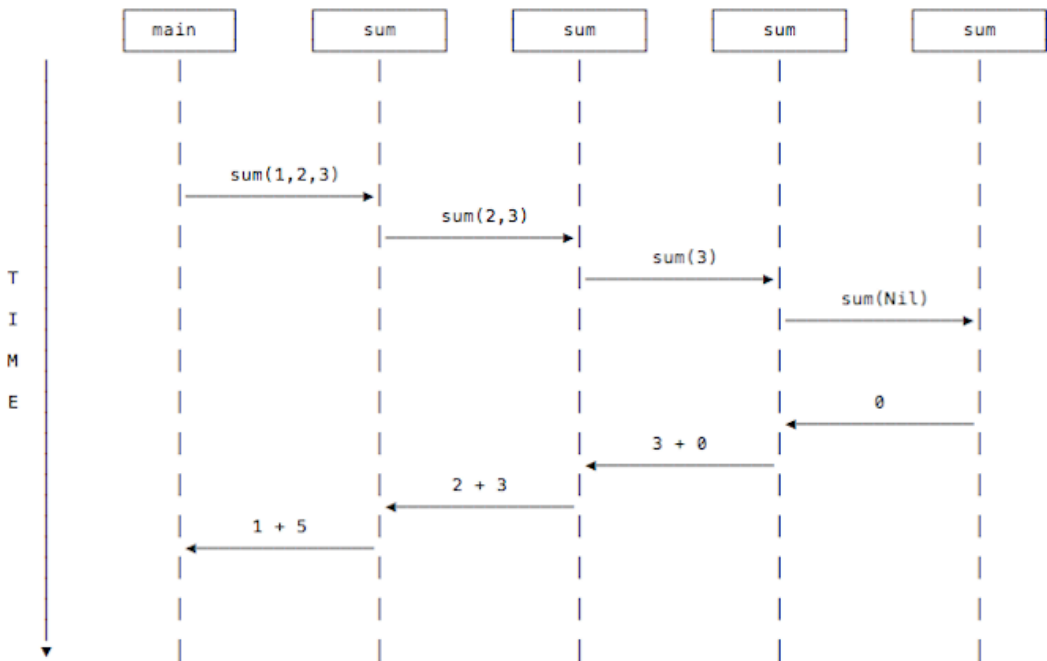 main sum sum sum sum
sum(1,2,3)
sum(2,3)
sum(3)
sum(Nil)
0
3 + 0
2 + 3
1 + 5
T
I
M
E